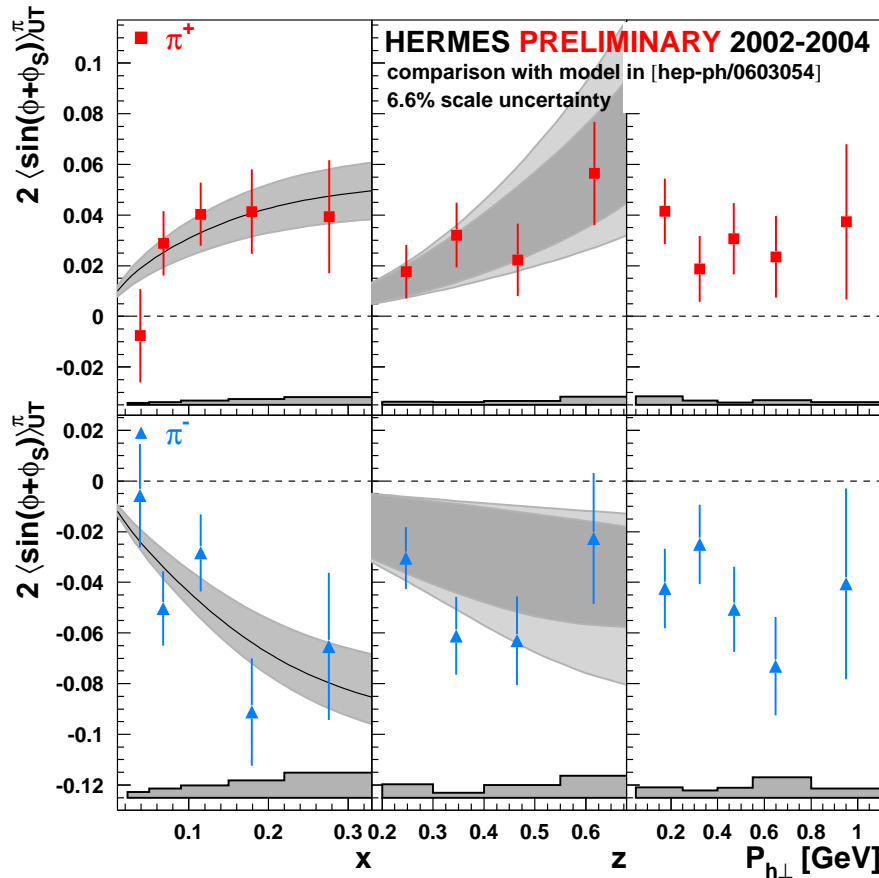 π+
HERMES PRELIMINARY 2002-2004
comparison with model in [hep-ph/0603054]
6.6% scale uncertainty
2 ⟨sin(ϕ+ϕS)⟩πUT
0.1
0.08
0.06
0.04
0.02
0
-0.02
π-
2 ⟨sin(ϕ+ϕS)⟩πUT
0.02
0
-0.02
-0.04
-0.06
-0.08
-0.1
-0.12
0.1 0.2 0.3 0.2 0.3 0.4 0.5 0.6 0.2 0.4 0.6 0.8 1
x z Ph⊥ [GeV]